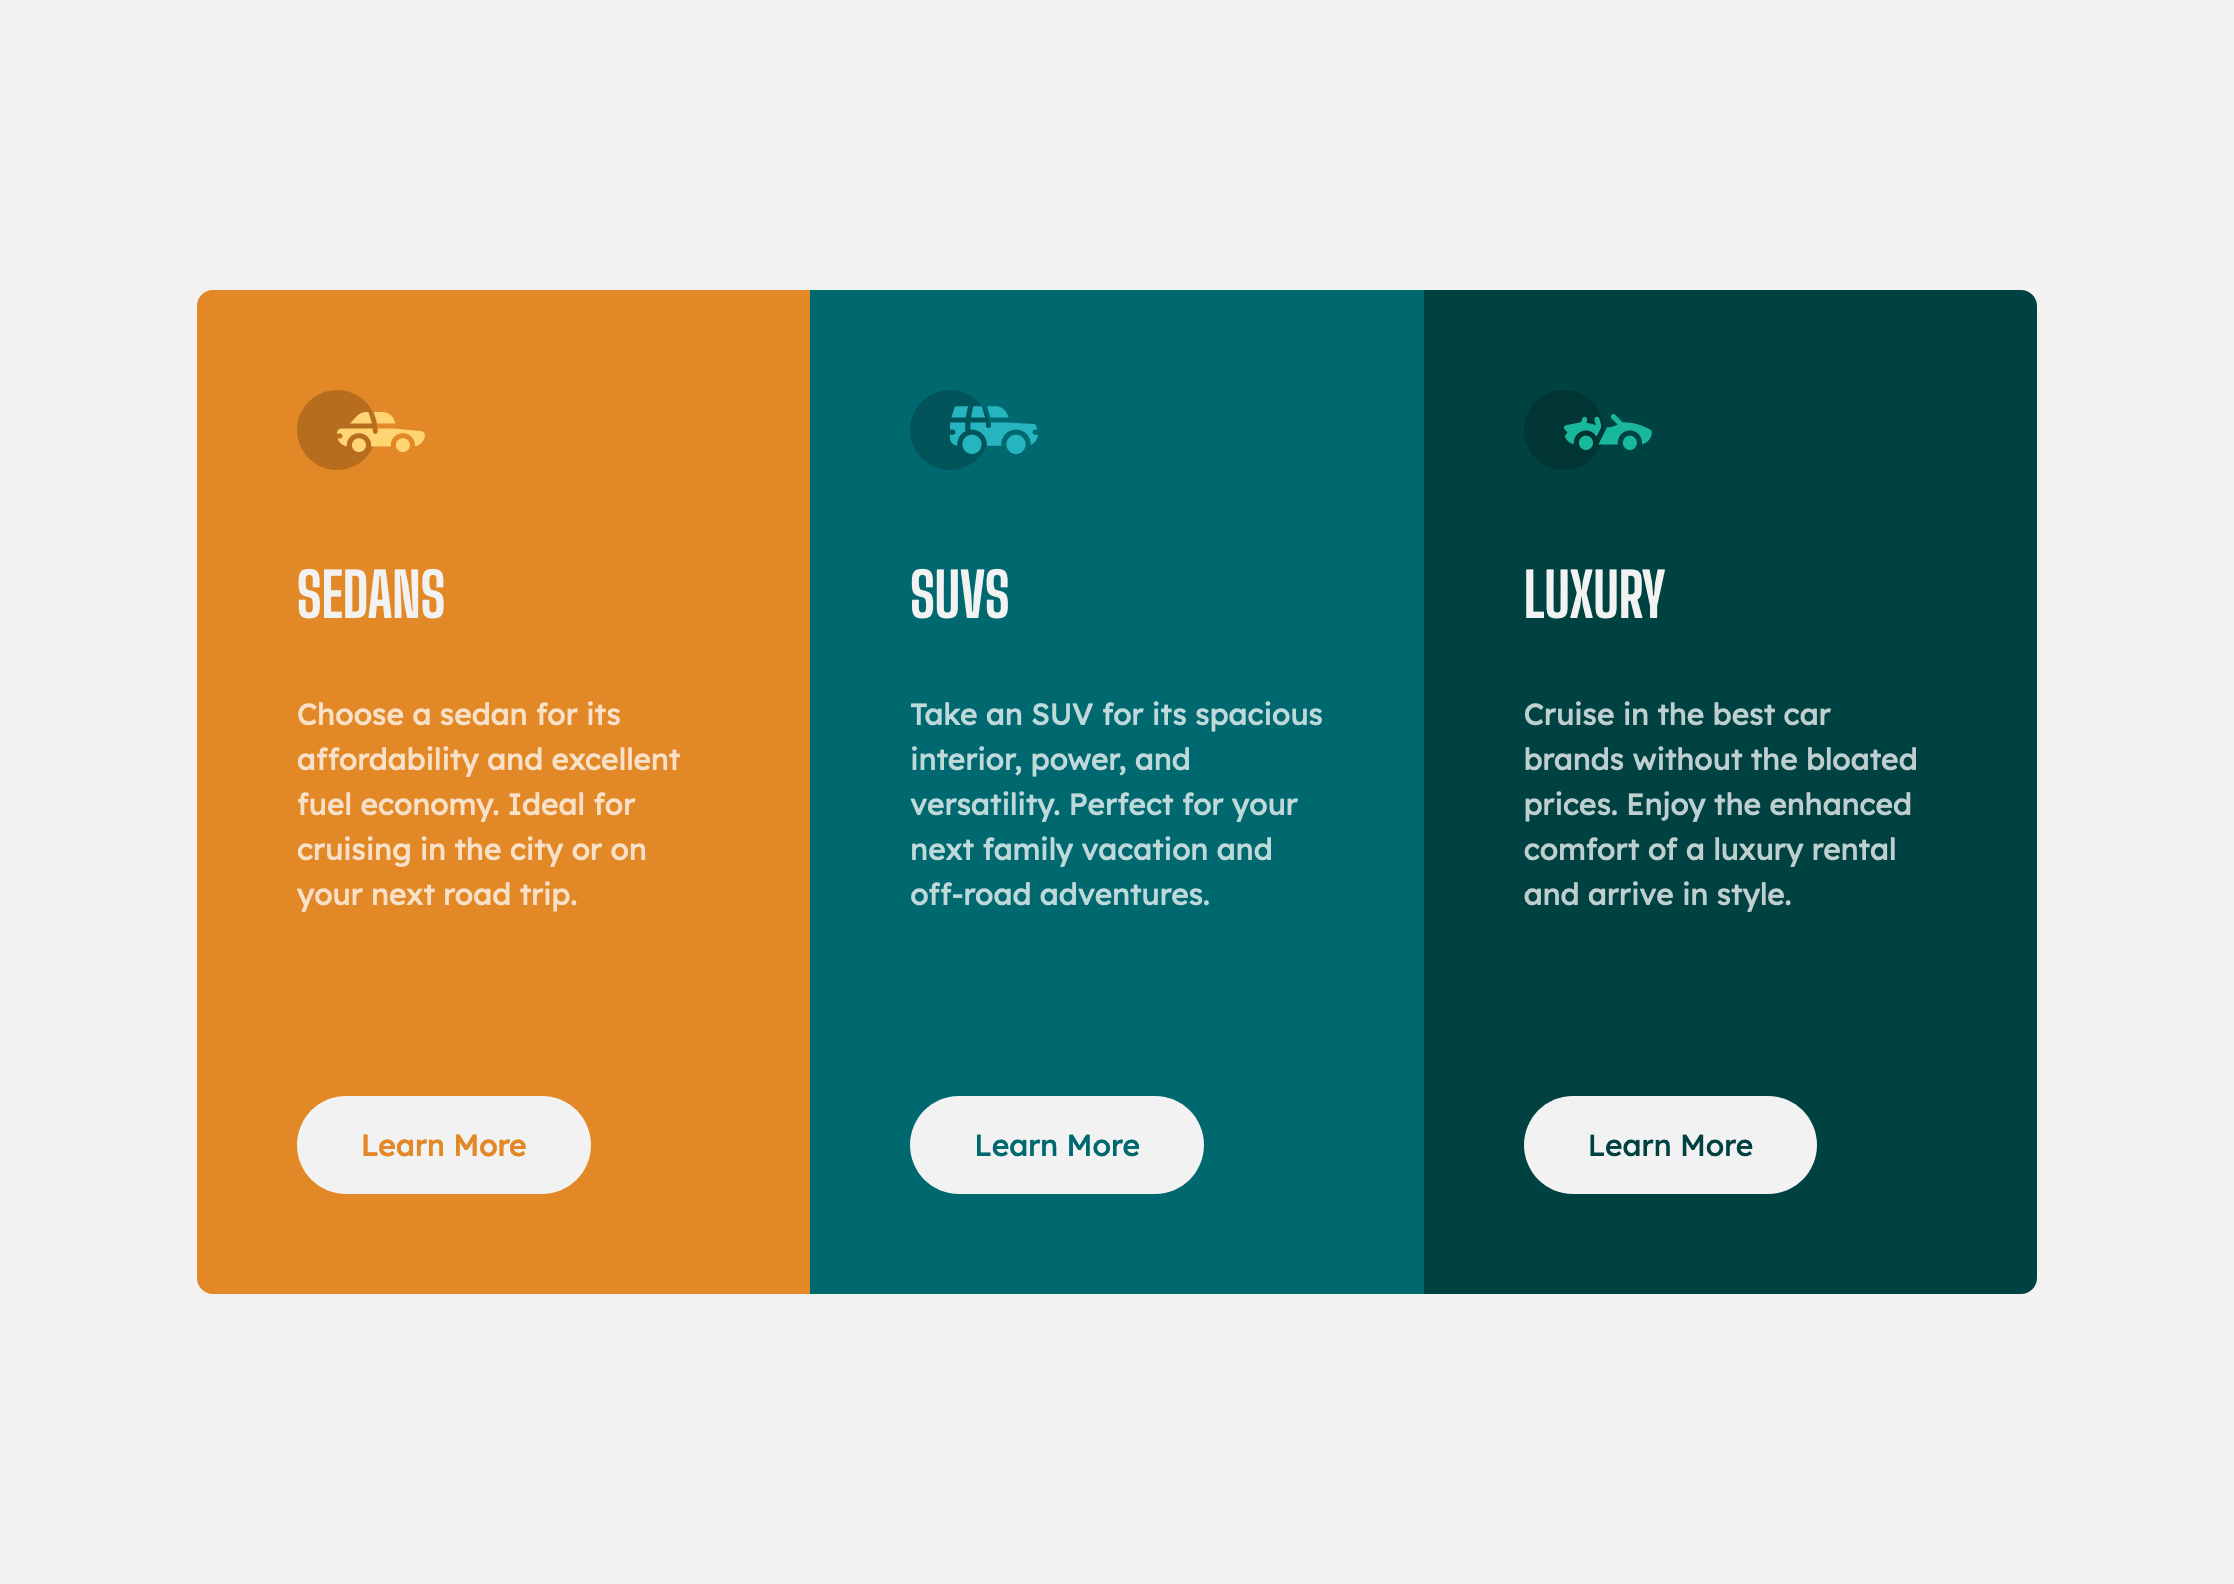 SEDANS
Choose a sedan for its
affordability and excellent
fuel economy. Ideal for
cruising in the city or on
your next road trip.
Learn More
SUVS
Take an SUV for its spacious
interior, power, and
versatility. Perfect for your
next family vacation and
off-road adventures.
Learn More
LUXURY
Cruise in the best car
brands without the bloated
prices. Enjoy the enhanced
comfort of a luxury rental
and arrive in style.
Learn More